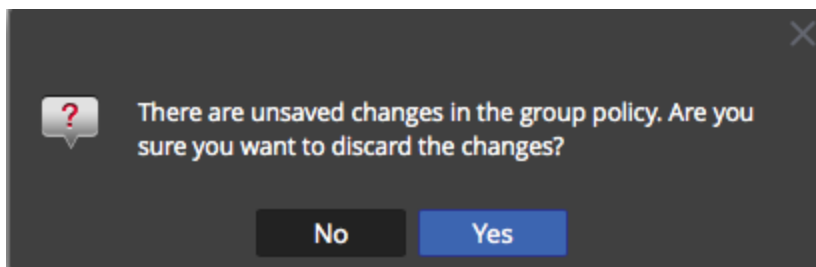 There are unsaved changes in the group policy. Are you
sure you want to discard the changes?
No
Yes